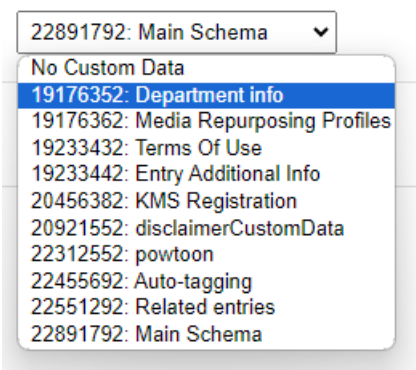 22891792: Main Schema
No Custom Data
19176352: Department info
19176362: Media Repurposing Profiles
19233432: Terms Of Use
19233442: Entry Additional Info
20456382: KMS Registration
20921552: disclaimerCustomData
22312552: powtoon
22455692: Auto-tagging
22551292: Related entries
22891792: Main Schema